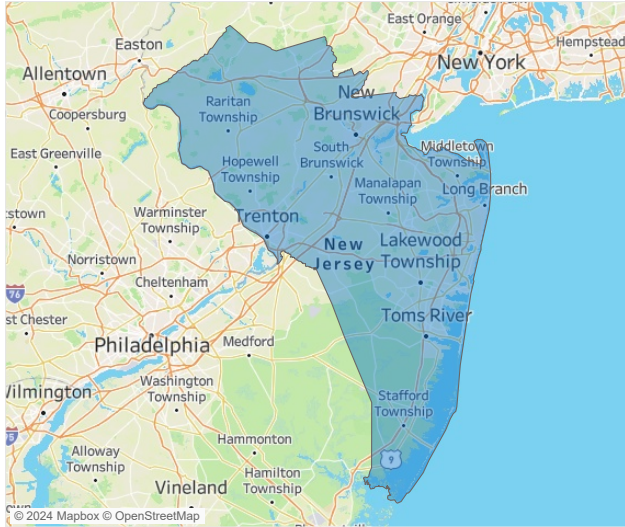 East Orange
Easton
Hempstead
New York
Allentown
Raritan
Township
New
Brunswick
Coopersburg
South
Brunswick
Middletown
Township
East Greenville
Hopewell
Township
Manalapan
Township
Long Branch
Warminster
Township
Trenton
New
Jersey
Lakewood
Township
Norristown
76
Cheltenham
Toms River
Philadelphia
Medford
Washington
Township
Stafford
Township
Hammonton
9
Alloway
Township
Hamilton
Township
Vineland
© 2024 Mapbox © OpenStreetMap